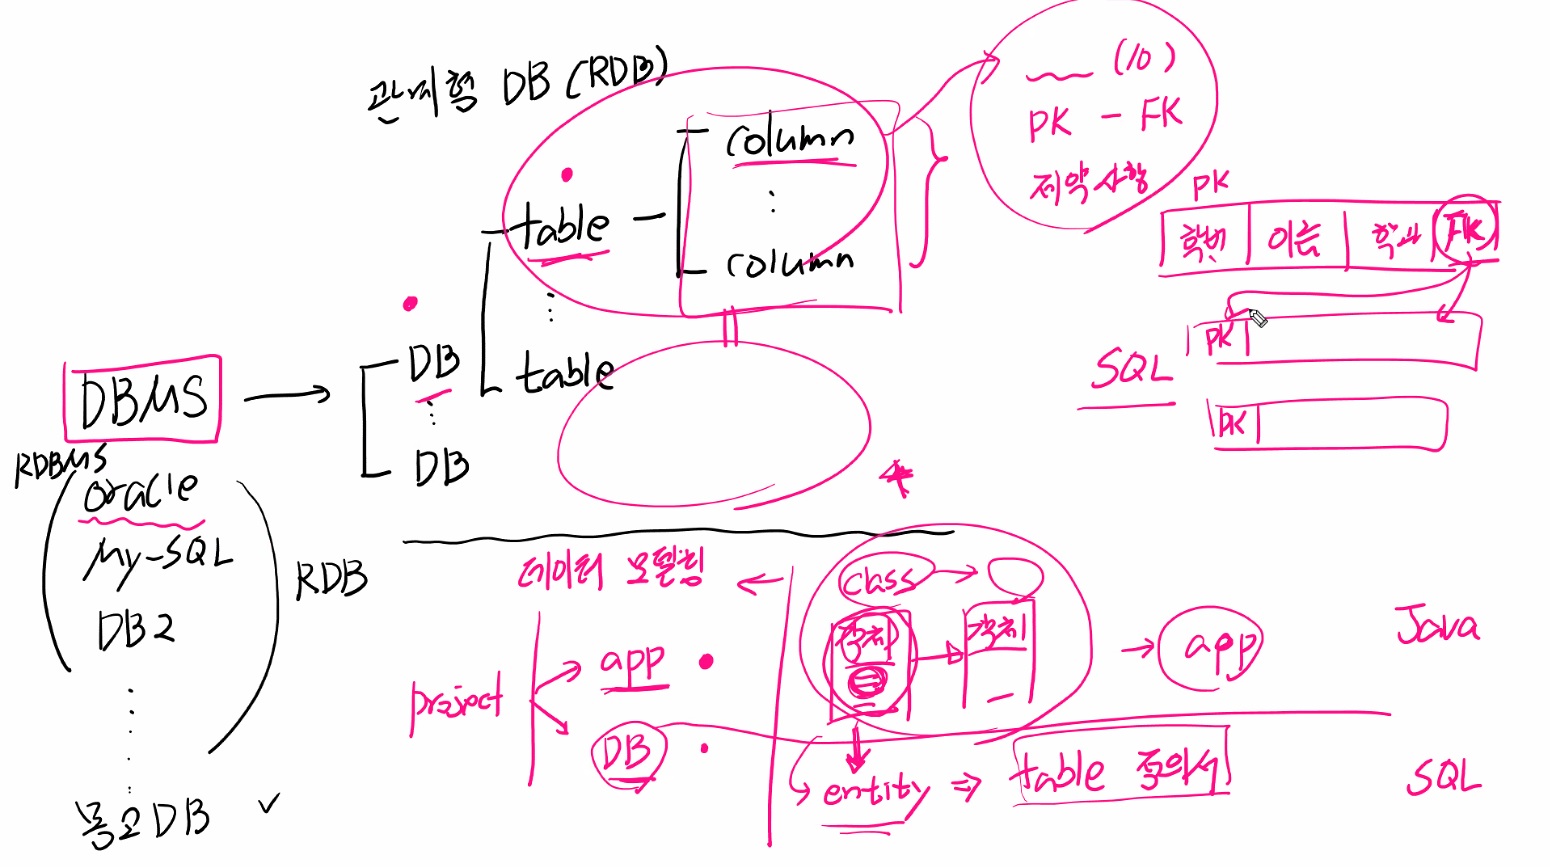 관계형 DB (RDB)
column
⋮
column
table
⋮
table
DB
⋮
DB
DBMS
RDBMS
oracle
My-SQL
DB2
몽고DB
RDB
(10)
PK - FK
제약사항
PK
학번 이름 학과 FK
PK
PK
SQL
데이터 모델링
class
객체 객체
app
Java
project
app
DB
entity ⇒ table 정의서
SQL